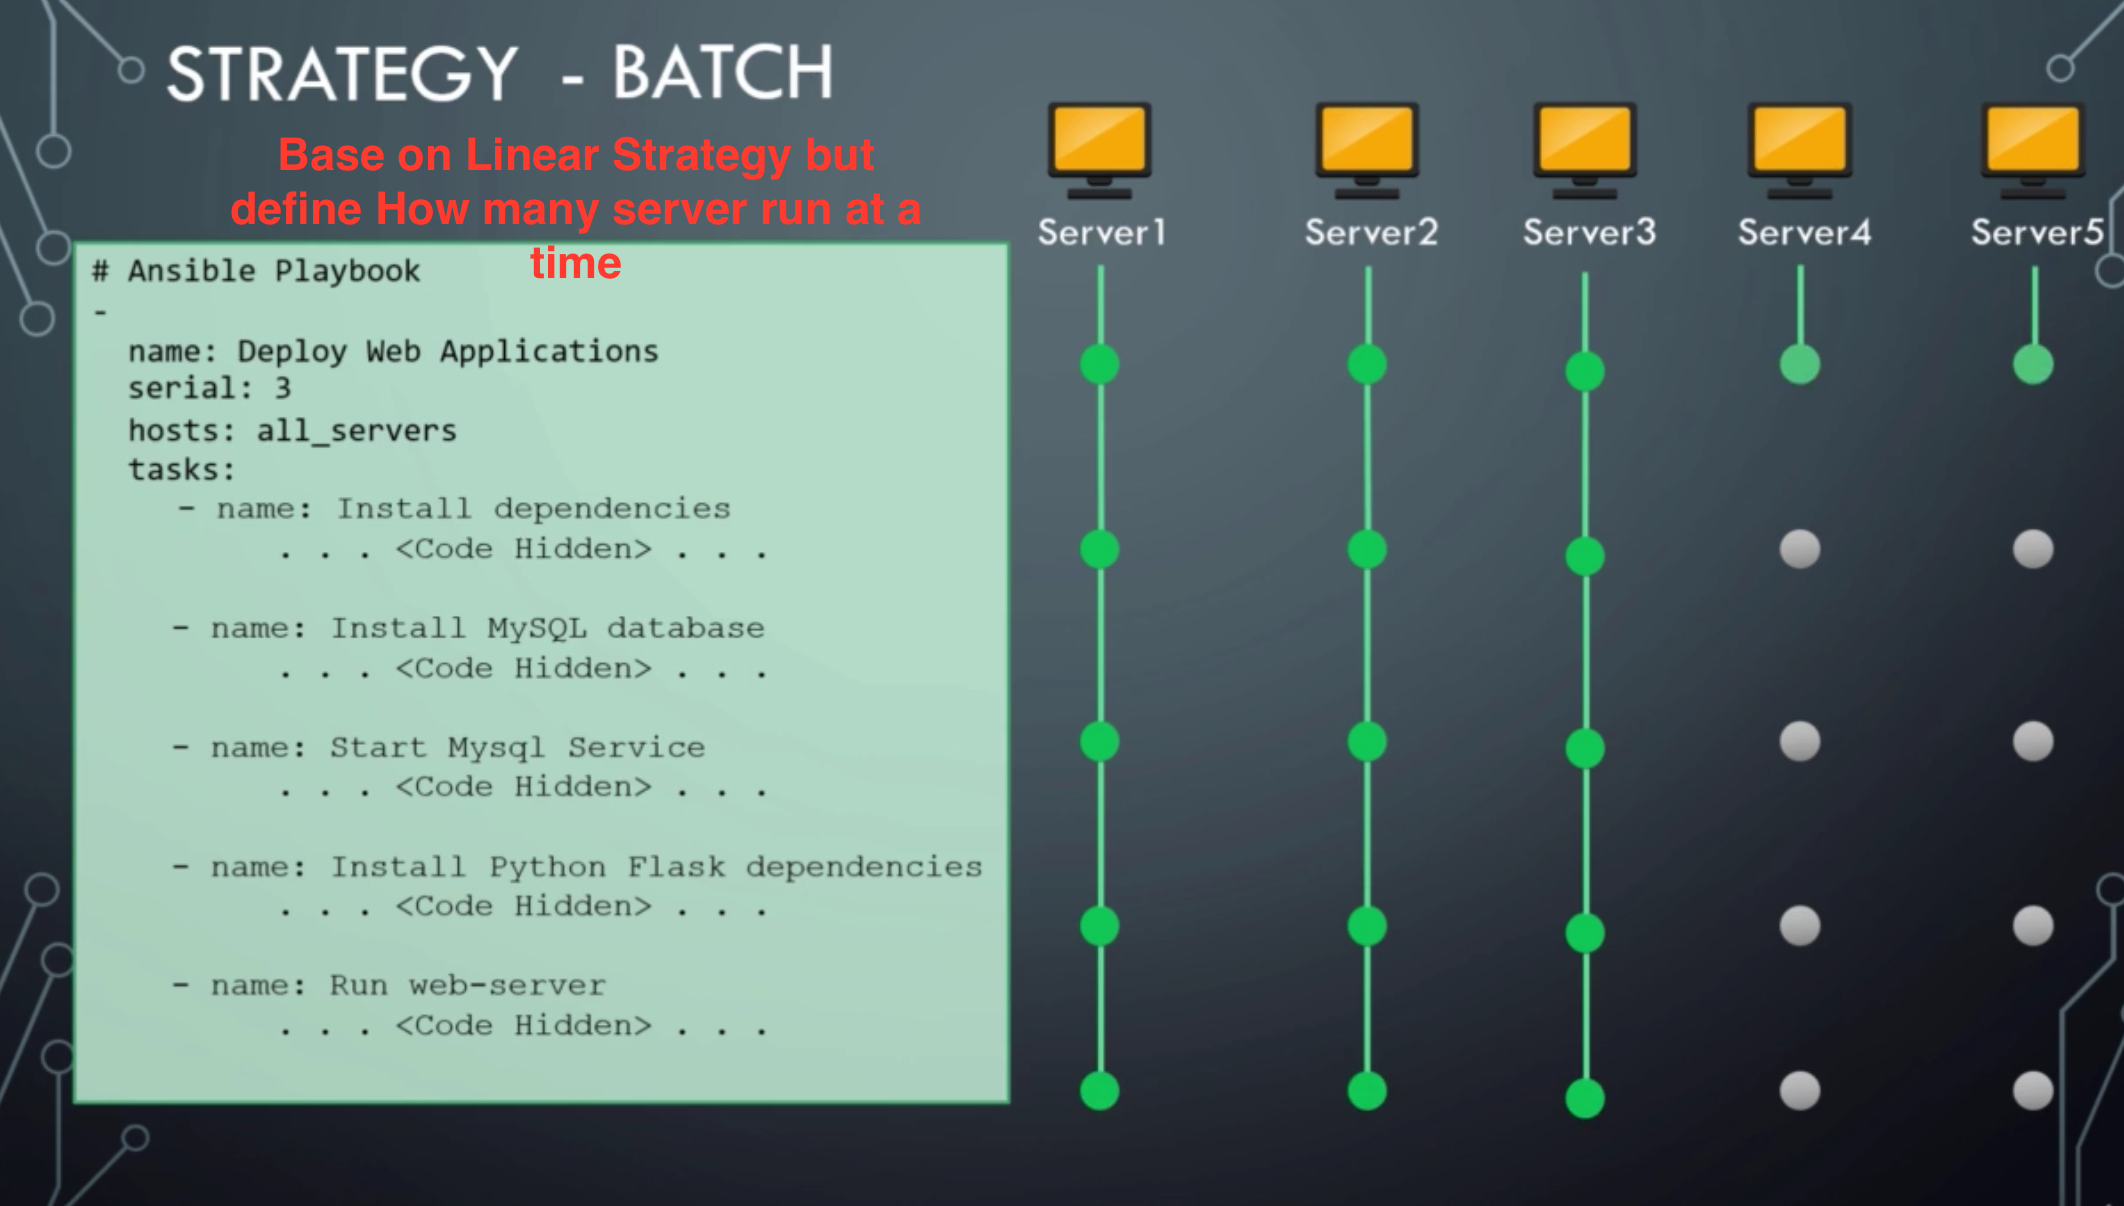 STRATEGY - BATCH
Base on Linear Strategy but
define How many server run at a
time
Server1
Server2
Server3
Server4
Server5
# Ansible Playbook
-
name: Deploy Web Applications
serial: 3
hosts: all_servers
tasks:
- name: Install dependencies
. . . <Code Hidden> . . .
- name: Install MySQL database
. . . <Code Hidden> . . .
- name: Start Mysql Service
. . . <Code Hidden> . . .
- name: Install Python Flask dependencies
. . . <Code Hidden> . . .
- name: Run web-server
. . . <Code Hidden> . . .